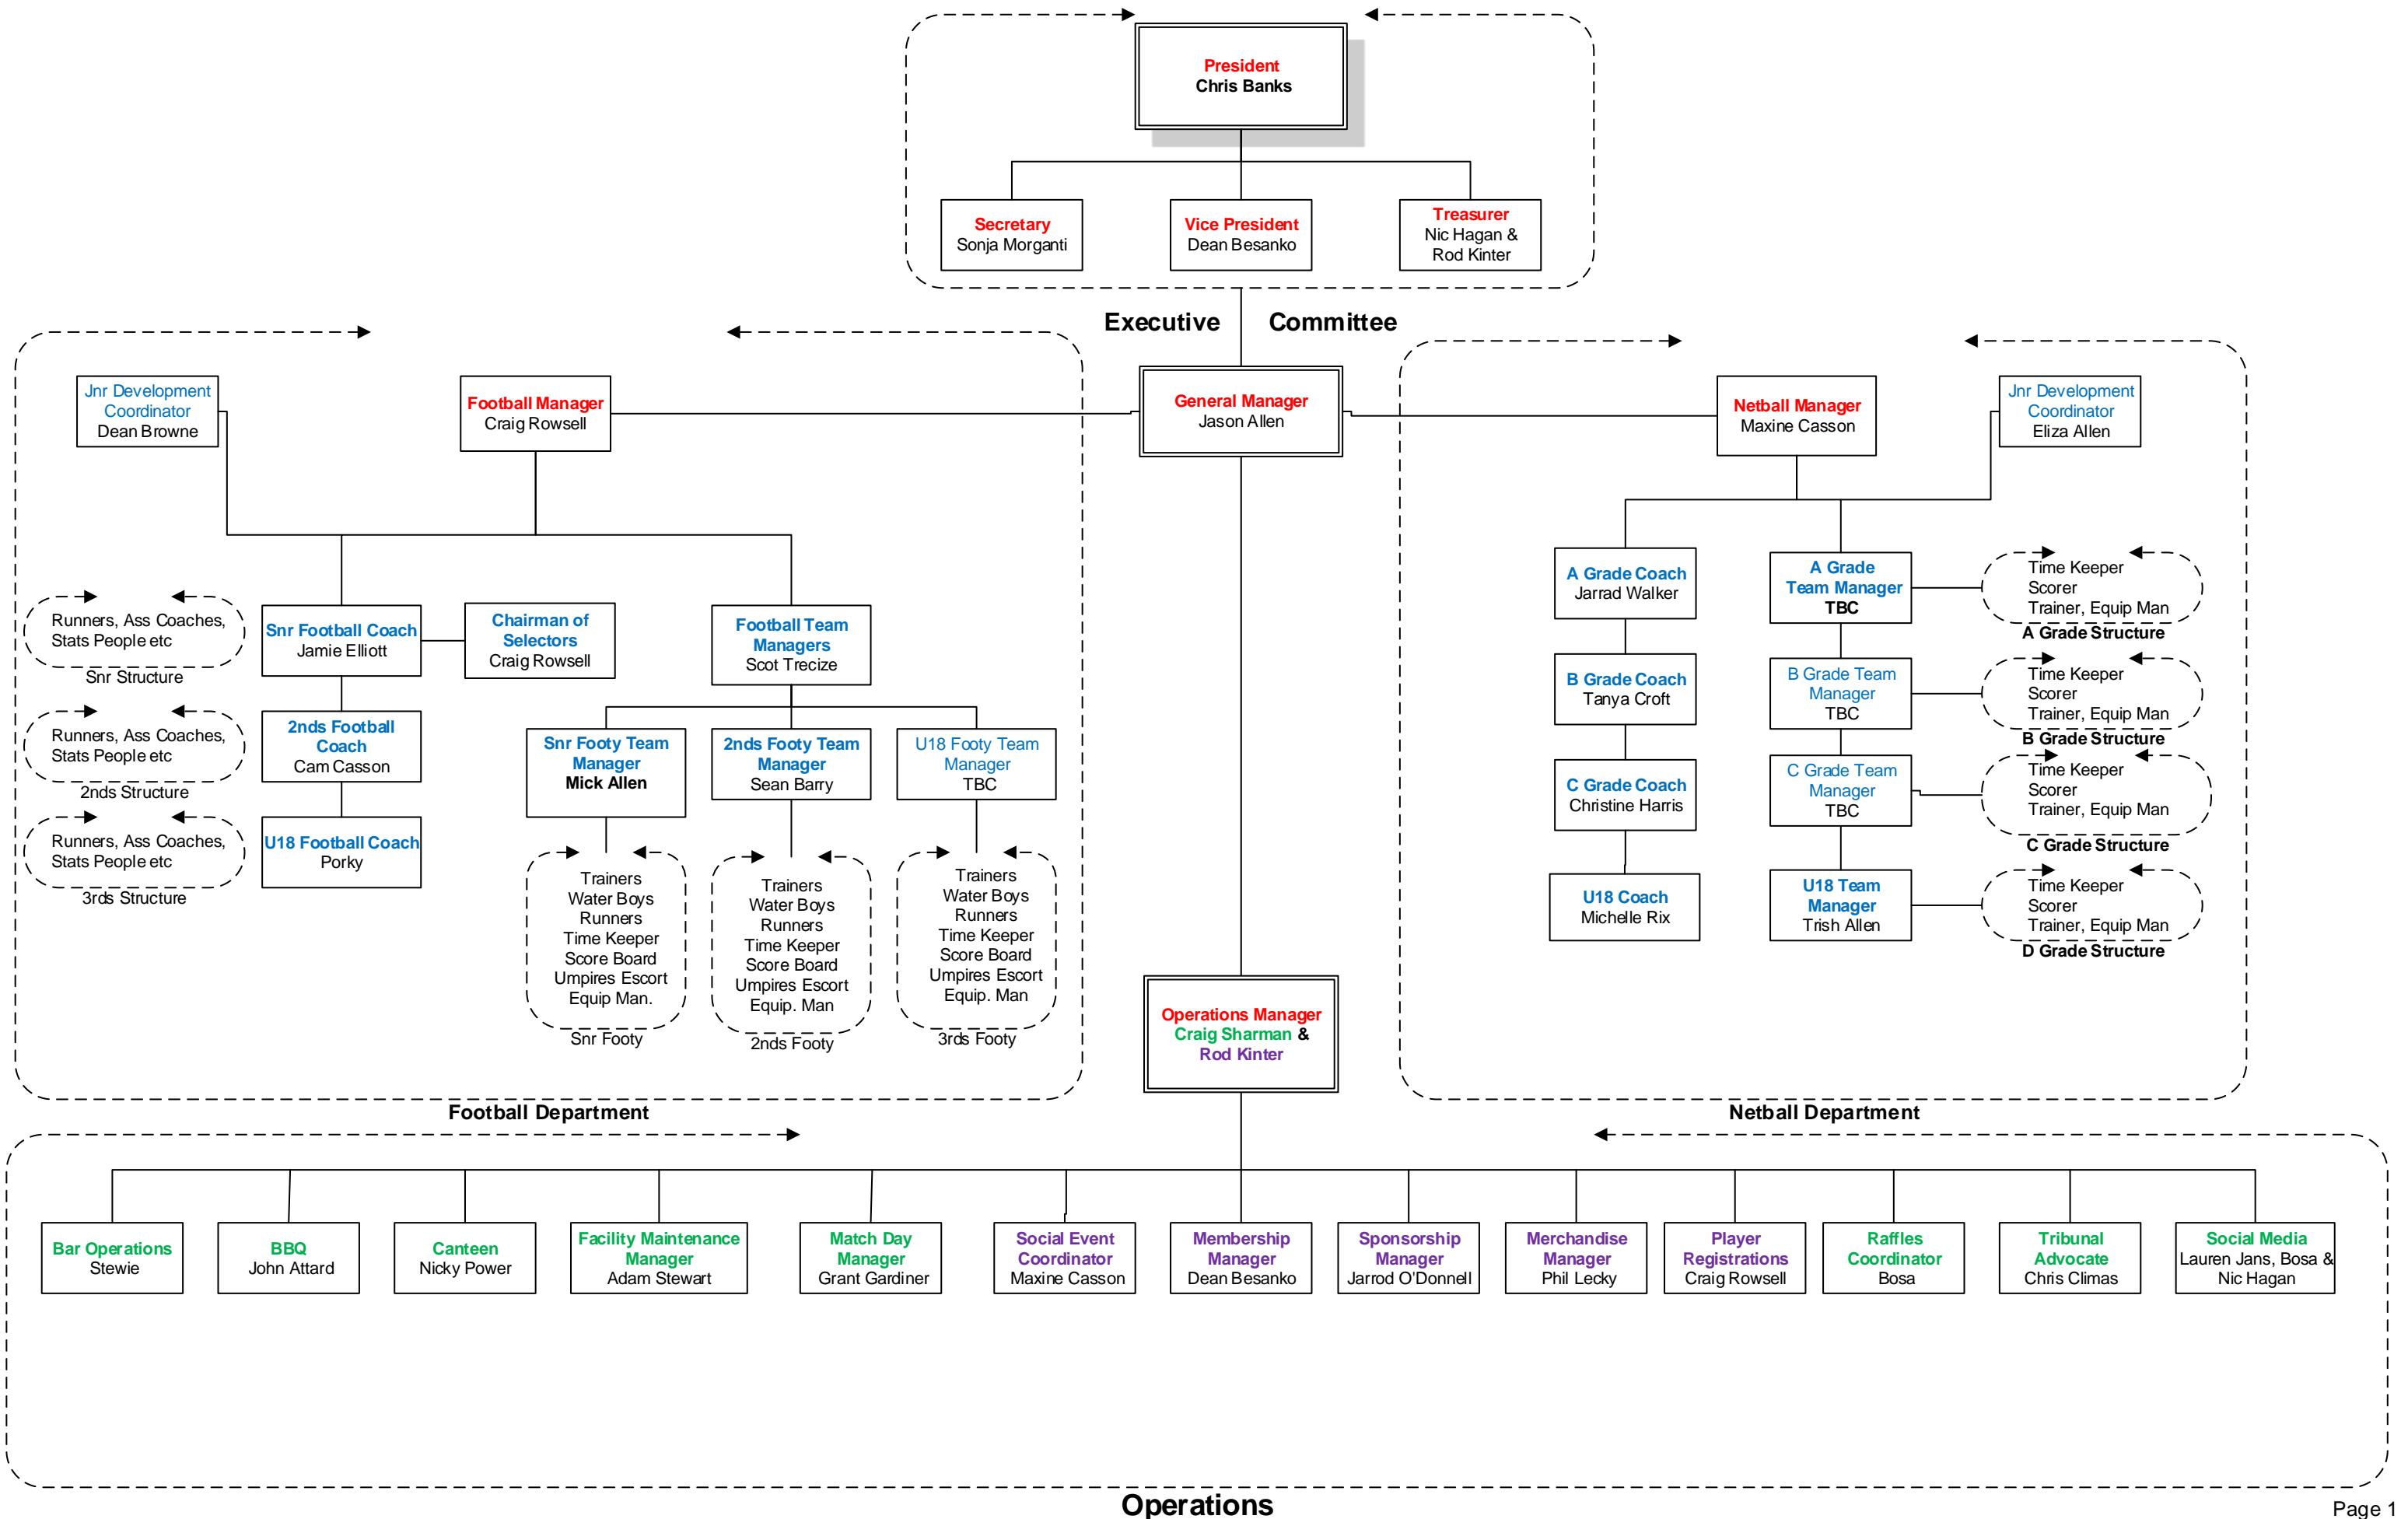 President
Chris Banks
Secretary
Sonja Morganti
Vice President
Dean Besanko
Treasurer
Nic Hagan &
Rod Kinter
Executive Committee
Jnr Development
Coordinator
Dean Browne
Football Manager
Craig Rowsell
General Manager
Jason Allen
Netball Manager
Maxine Casson
Jnr Development
Coordinator
Eliza Allen
Runners, Ass Coaches,
Stats People etc
Snr Structure
Snr Football Coach
Jamie Elliott
Chairman of
Selectors
Craig Rowsell
Football Team
Managers
Scot Trecize
Runners, Ass Coaches,
Stats People etc
2nds Structure
2nds Football
Coach
Cam Casson
Runners, Ass Coaches,
Stats People etc
3rds Structure
U18 Football Coach
Porky
Snr Footy Team
Manager
Mick Allen
2nds Footy Team
Manager
Sean Barry
U18 Footy Team
Manager
TBC
Trainers
Water Boys
Runners
Time Keeper
Score Board
Umpires Escort
Equip Man.
Snr Footy
Trainers
Water Boys
Runners
Time Keeper
Score Board
Umpires Escort
Equip. Man
2nds Footy
Trainers
Water Boys
Runners
Time Keeper
Score Board
Umpires Escort
Equip. Man
3rds Footy
Football Department
A Grade Coach
Jarrad Walker
B Grade Coach
Tanya Croft
C Grade Coach
Christine Harris
U18 Coach
Michelle Rix
A Grade
Team Manager
TBC
Time Keeper
Scorer
Trainer, Equip Man
A Grade Structure
B Grade Team
Manager
TBC
Time Keeper
Scorer
Trainer, Equip Man
B Grade Structure
C Grade Team
Manager
TBC
Time Keeper
Scorer
Trainer, Equip Man
C Grade Structure
U18 Team
Manager
Trish Allen
Time Keeper
Scorer
Trainer, Equip Man
D Grade Structure
Netball Department
Operations Manager
Craig Sharman &
Rod Kinter
Bar Operations
Stewie
BBQ
John Attard
Canteen
Nicky Power
Facility Maintenance
Manager
Adam Stewart
Match Day
Manager
Grant Gardiner
Social Event
Coordinator
Maxine Casson
Membership
Manager
Dean Besanko
Sponsorship
Manager
Jarrod O'Donnell
Merchandise
Manager
Phil Lecky
Player
Registrations
Craig Rowsell
Raffles
Coordinator
Bosa
Tribunal
Advocate
Chris Climas
Social Media
Lauren Jans, Bosa &
Nic Hagan
Operations
Page 1